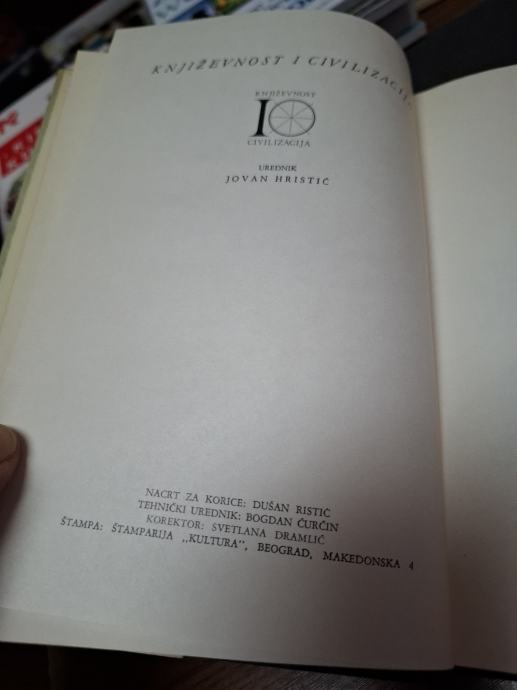 KNJIŽEVNOST I CIVILIZACIJ
KNJIŽEVNOST
I
CIVILIZACIJA
UREDNIK
JOVAN HRISTIĆ
NACRT ZA KORICE: DUŠAN RISTIĆ
TEHNIČKI UREDNIK: BOGDAN ĆURČIN
KOREKTOR: SVETLANA DRAMLIĆ
ŠTAMPA: ŠTAMPARIJA ,,KULTURA", BEOGRAD, MAKEDONSKA 4